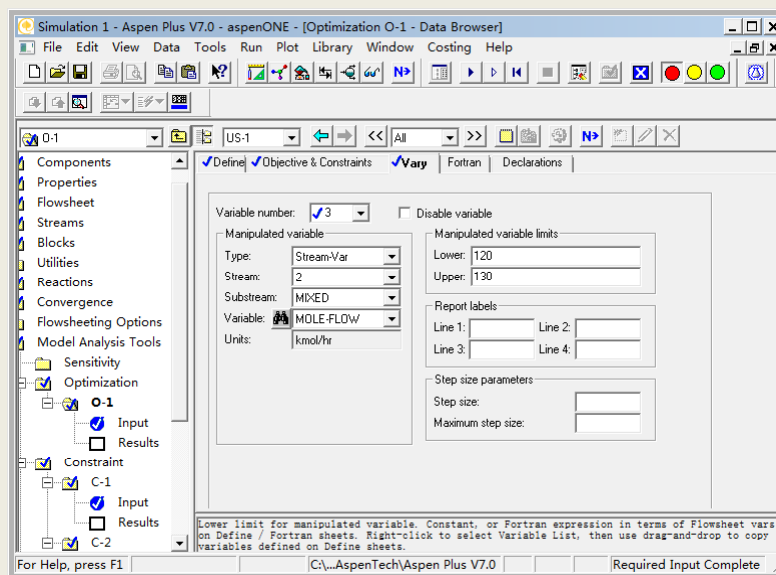 Simulation 1 - Aspen Plus V7.0 - aspenONE - [Optimization O-1 - Data Browser]
File Edit View Data Tools Run Plot Library Window Costing Help
N->
O-1 US-1 << All >> N->
Components
Properties
Flowsheet
Streams
Blocks
Utilities
Reactions
Convergence
Flowsheeting Options
Model Analysis Tools
Sensitivity
Optimization
O-1
Input
Results
Constraint
C-1
Input
Results
C-2
Define Objective & Constraints Vary Fortran Declarations
Variable number: 3 Disable variable
Manipulated variable
Type: Stream-Var
Stream: 2
Substream: MIXED
Variable: MOLE-FLOW
Units: kmol/hr
Manipulated variable limits
Lower: 120
Upper: 130
Report labels
Line 1: Line 2:
Line 3: Line 4:
Step size parameters
Step size:
Maximum step size:
Lower limit for manipulated variable. Constant, or Fortran expression in terms of Flowsheet vars
on Define / Fortran sheets. Right-click to select Variable List, then use drag-and-drop to copy
variables defined on Define sheets.
For Help, press F1 C:\...AspenTech\Aspen Plus V7.0 Required Input Complete